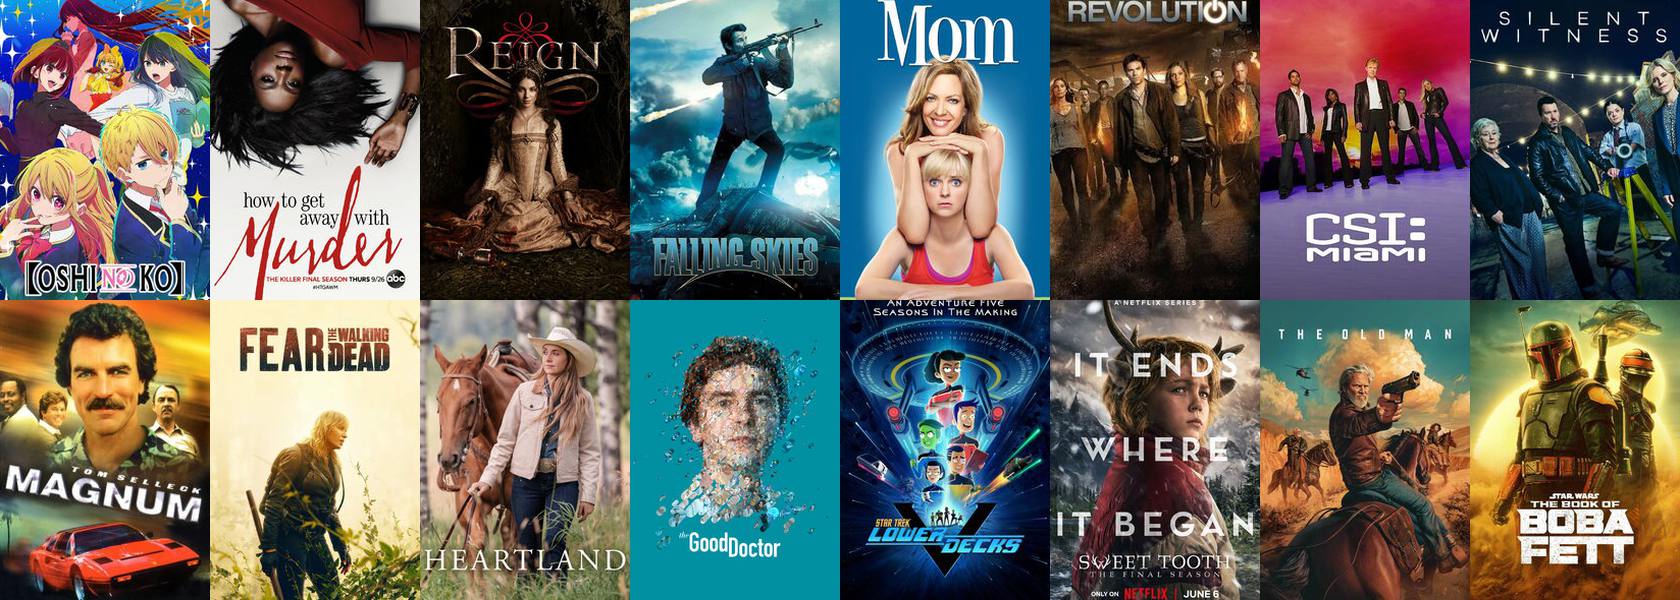 【OSHI NO KO】
how to get
away with
Murder
THE KILLER FINAL SEASON THURS 9/26 abc
#HTGAWM
REIGN
FALLING SKIES
Mom
REVOLUTION
CSI:
MIAMI
SILENT
WITNESS
TOM SELLECK
MAGNUM
FEAR THE WALKING DEAD
HEARTLAND
the Good Doctor
AN ADVENTURE FIVE
SEASONS IN THE MAKING
STAR TREK
LOWER DECKS
A NETFLIX SERIES
IT ENDS
WHERE
IT BEGAN
SWEET TOOTH
THE FINAL SEASON
ONLY ON NETFLIX | JUNE 6
THE OLD MAN
STAR WARS
THE BOOK OF
BOBA
FETT